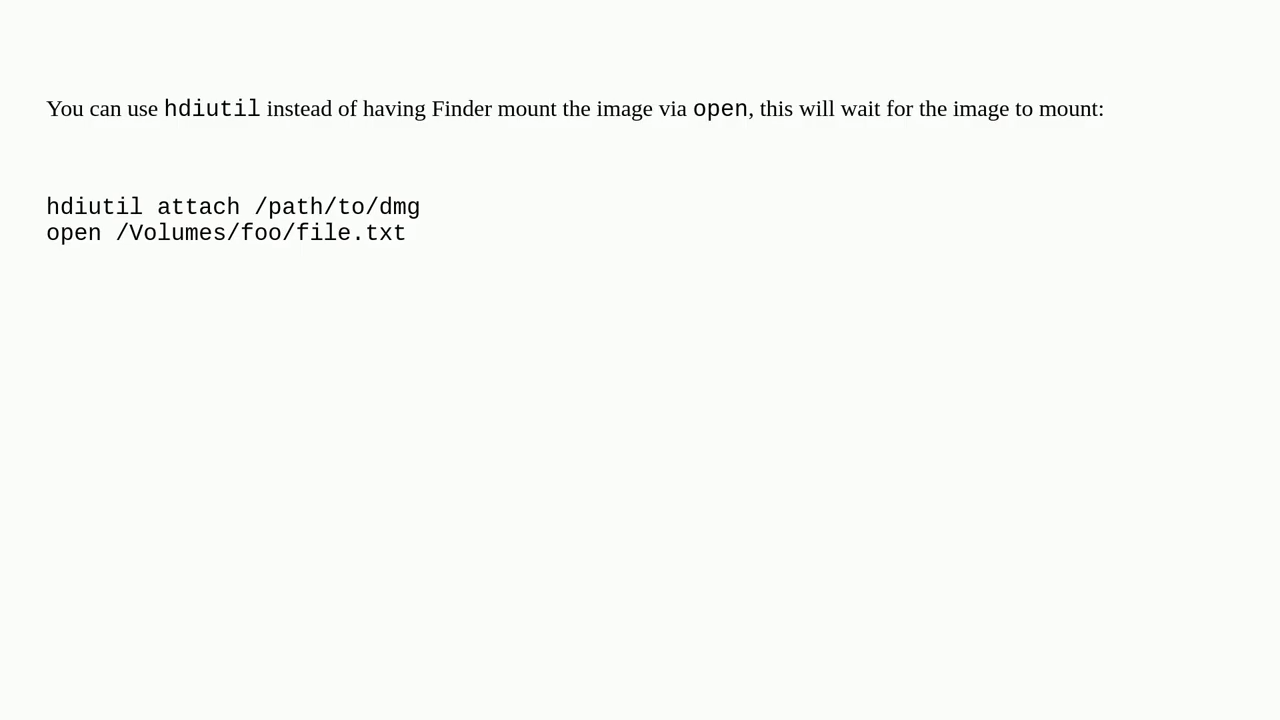 You can use hdiutil instead of having Finder mount the image via open, this will wait for the image to mount:
hdiutil attach /path/to/dmg
open /Volumes/foo/file.txt